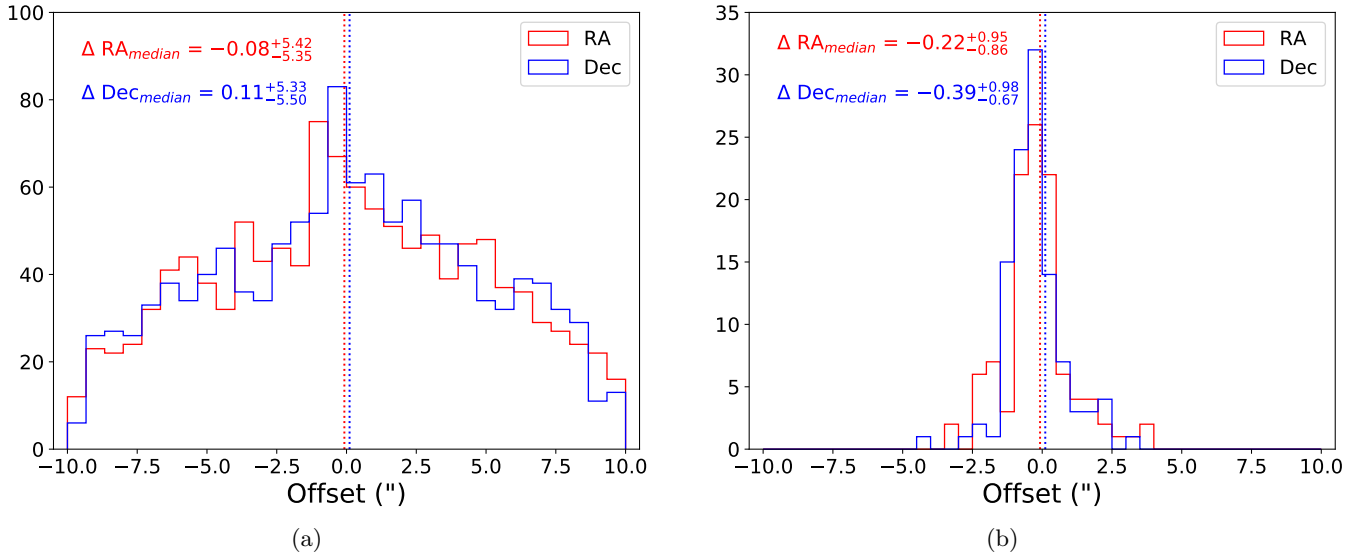 100
80
60
40
20
0
Δ RA_median = −0.08^{+5.42}_{−5.35}
Δ Dec_median = 0.11^{+5.33}_{−5.50}
RA
Dec
−10.0 −7.5 −5.0 −2.5 0.0 2.5 5.0 7.5 10.0
Offset (")
(a)
35
30
25
20
15
10
5
0
Δ RA_median = −0.22^{+0.95}_{−0.86}
Δ Dec_median = −0.39^{+0.98}_{−0.67}
RA
Dec
−10.0 −7.5 −5.0 −2.5 0.0 2.5 5.0 7.5 10.0
Offset (")
(b)